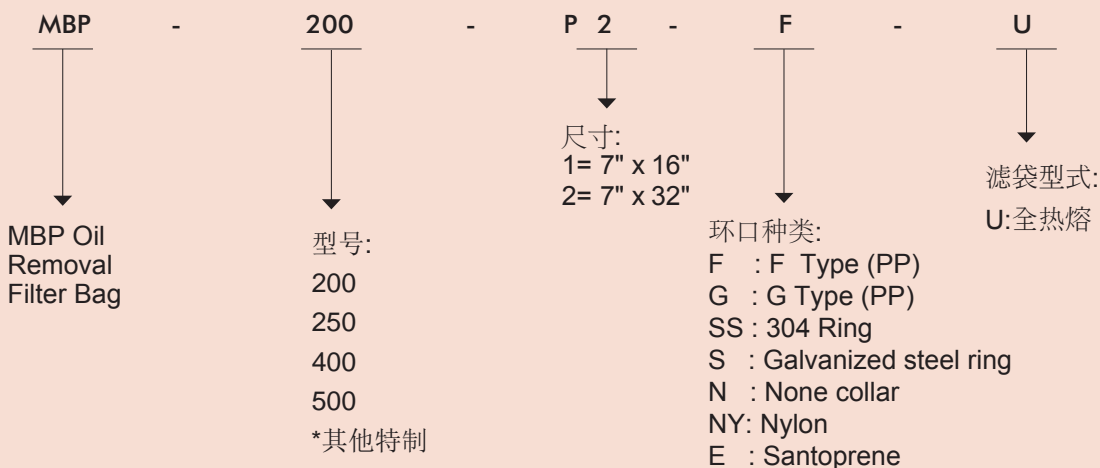 MBP - 200 - P 2 - F - U
MBP Oil
Removal
Filter Bag
型号:
200
250
400
500
*其他特制
尺寸:
1= 7" x 16"
2= 7" x 32"
环口种类:
F : F Type (PP)
G : G Type (PP)
SS : 304 Ring
S : Galvanized steel ring
N : None collar
NY: Nylon
E : Santoprene
滤袋型式:
U:全热熔